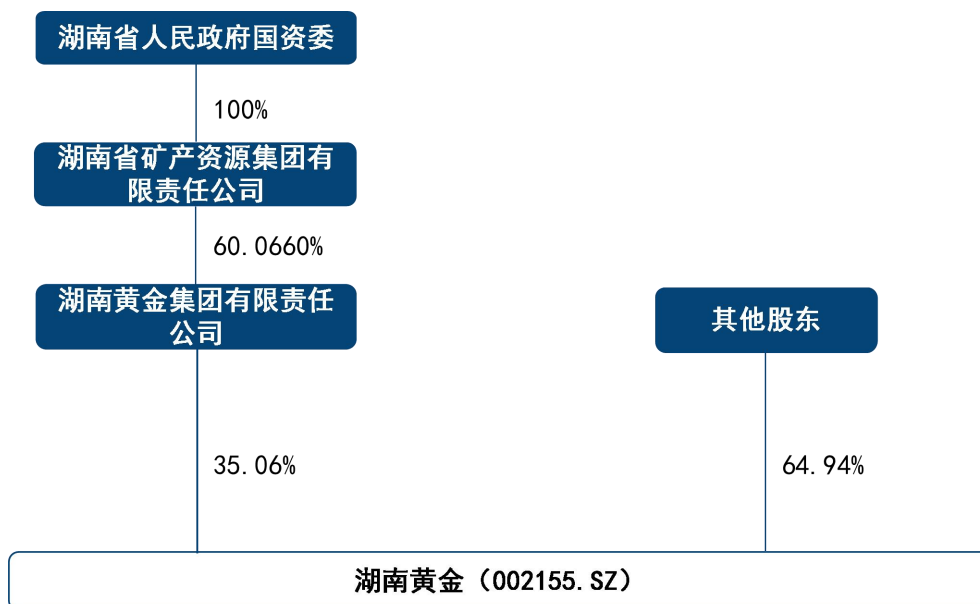 湖南省人民政府国资委
100%
湖南省矿产资源集团有
限责任公司
60.0660%
湖南黄金集团有限责任
公司
其他股东
35.06%
64.94%
湖南黄金（002155.SZ）